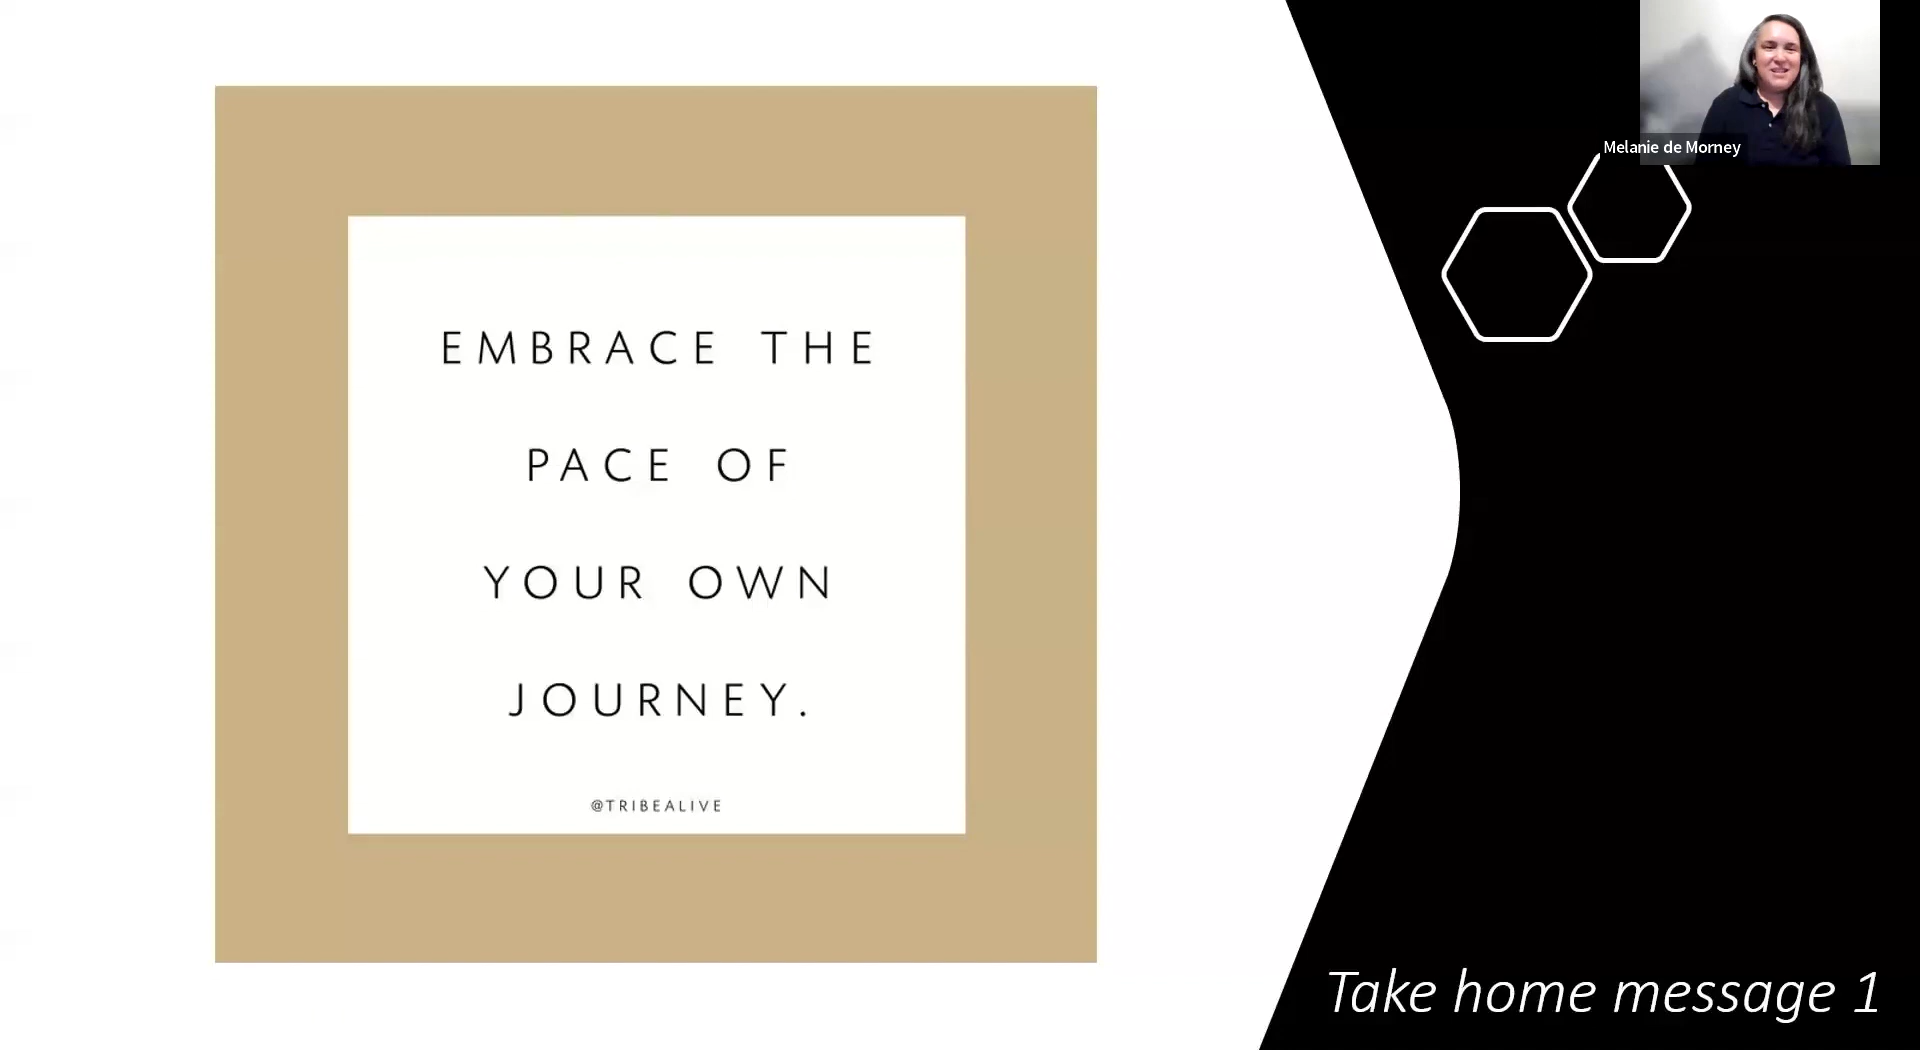 EMBRACE THE
PACE OF
YOUR OWN
JOURNEY.
@TRIBEALIVE
Melanie de Morney
Take home message 1